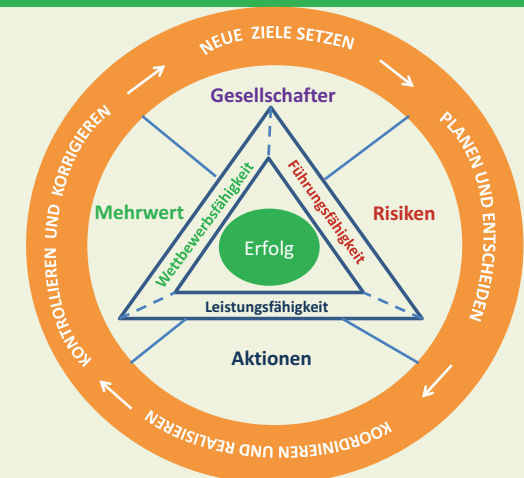 NEUE ZIELE SETZEN
PLANEN UND ENTSCHEIDEN
KOORDINIEREN UND REALISIEREN
KONTROLLIEREN UND KORRIGIEREN
Gesellschafter
Mehrwert
Wettbewerbsfähigkeit
Führungsfähigkeit
Risiken
Erfolg
Leistungsfähigkeit
Aktionen